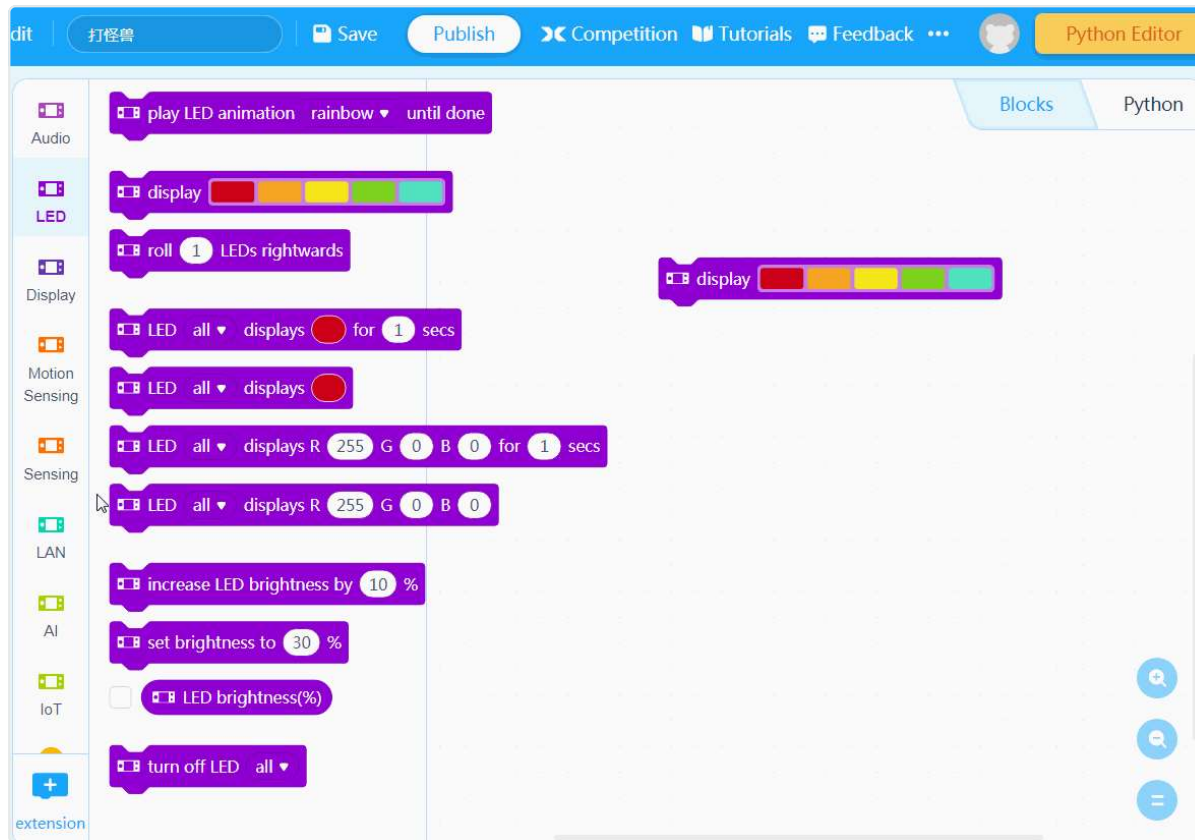 dit 打怪兽 Save Publish Competition Tutorials Feedback ••• Python Editor
Blocks Python
Audio
LED
Display
Motion
Sensing
Sensing
LAN
AI
IoT
+
extension
play LED animation rainbow ▾ until done
display
roll 1 LEDs rightwards
LED all ▾ displays for 1 secs
LED all ▾ displays
LED all ▾ displays R 255 G 0 B 0 for 1 secs
LED all ▾ displays R 255 G 0 B 0
increase LED brightness by 10 %
set brightness to 30 %
LED brightness(%)
turn off LED all ▾
display